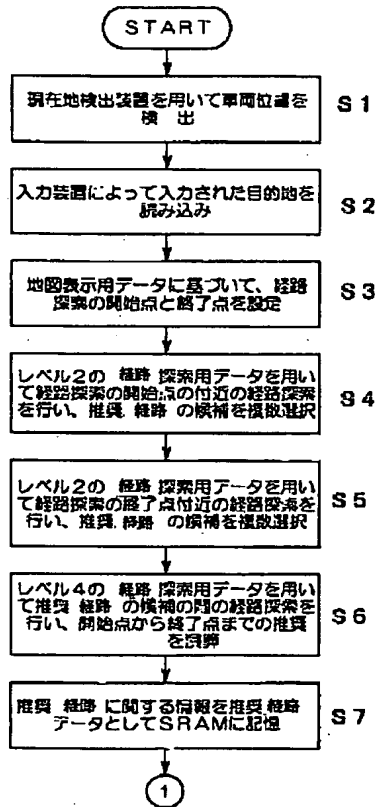 START
現在地検出装置を用いて車両位置を
検 出
S1
入力装置によって入力された目的地を
読み込み
S2
地図表示用データに基づいて、経路
探索の開始点と終了点を設定
S3
レベル2の 経路 探索用データを用い
て経路探索の開始点の付近の経路探索
を行い、推奨 経路 の候補を複数選択
S4
レベル2の 経路 探索用データを用い
て経路探索の終了点付近の経路探索を
行い、推奨 経路 の候補を複数選択
S5
レベル4の 経路 探索用データを用い
て推奨 経路 の候補の間の経路探索を
行い、開始点から終了点までの推奨
を演算
S6
推奨 経路 に関する情報を推奨 経路
データとしてSRAMに記憶
S7
1